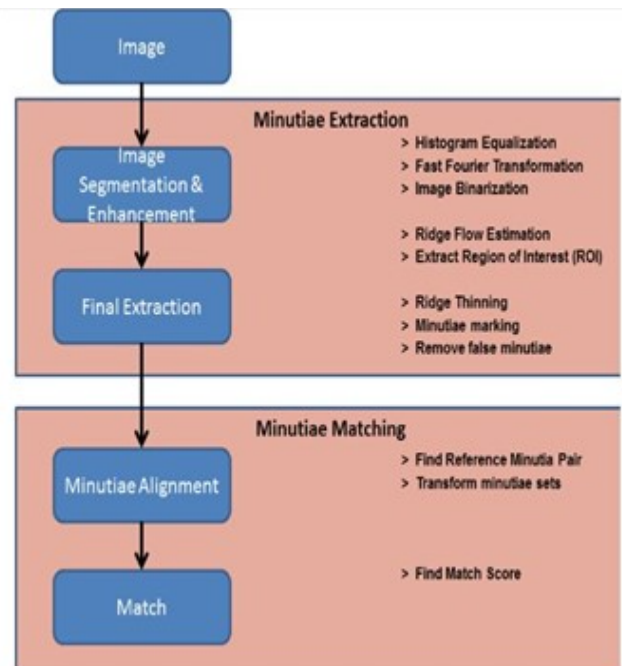 Image
Minutiae Extraction
Image
Segmentation &
Enhancement
> Histogram Equalization
> Fast Fourier Transformation
> Image Binarization
> Ridge Flow Estimation
> Extract Region of Interest (ROI)
Final Extraction
> Ridge Thinning
> Minutiae marking
> Remove false minutiae
Minutiae Matching
Minutiae Alignment
> Find Reference Minutia Pair
> Transform minutiae sets
Match
> Find Match Score